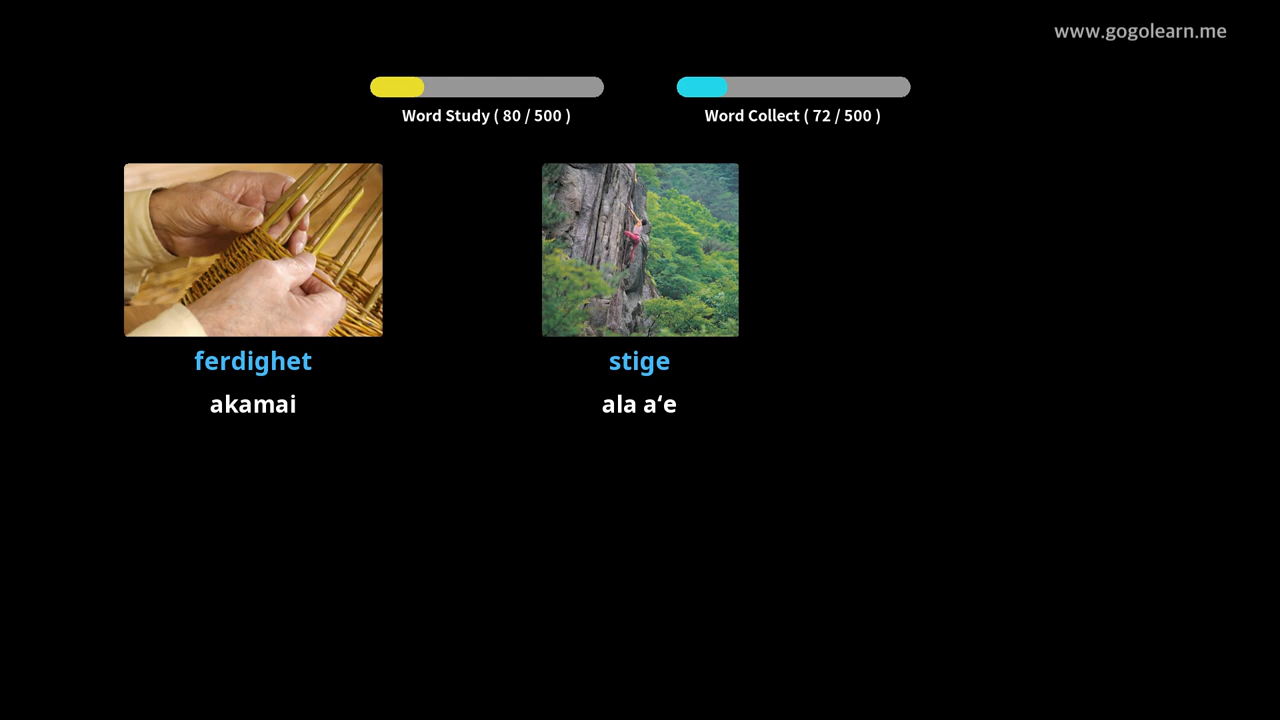 www.gogolearn.me
Word Study ( 80 / 500 )
Word Collect ( 72 / 500 )
ferdighet
stige
akamai
ala aʻe